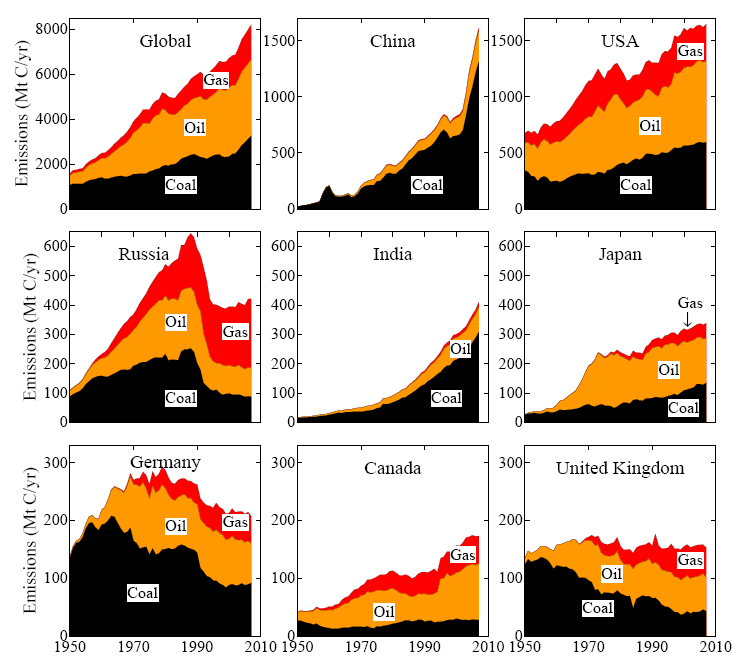 Global
China
USA
Emissions (Mt C/yr)
8000
6000
4000
2000
0
Gas
Oil
Coal
1500
1000
500
0
Coal
1500
1000
500
0
Gas
Oil
Coal
Russia
India
Japan
Emissions (Mt C/yr)
600
500
400
300
200
100
0
Gas
Oil
Coal
600
500
400
300
200
100
0
Oil
Coal
600
500
400
300
200
100
0
Gas
Oil
Coal
Germany
Canada
United Kingdom
Emissions (Mt C/yr)
300
200
100
0
Gas
Oil
Coal
1950 1970 1990 2010
300
200
100
0
Gas
Oil
Coal
1950 1970 1990 2010
300
200
100
0
Gas
Oil
Coal
1950 1970 1990 2010